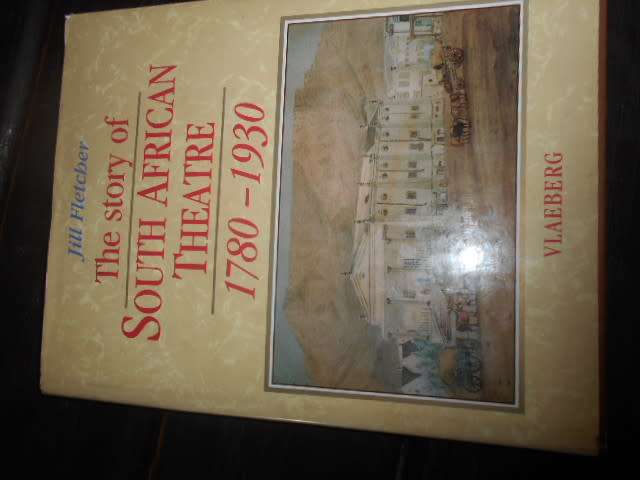 Jill Fletcher
The story of
SOUTH AFRICAN
THEATRE
1780 - 1930
VLAEBERG